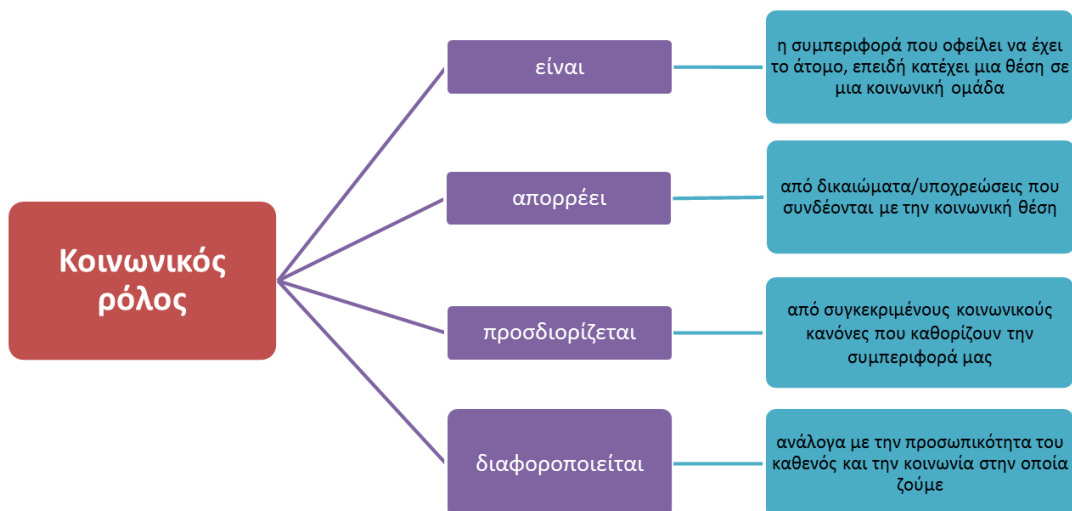 Κοινωνικός
ρόλος
είναι
η συμπεριφορά που οφείλει να έχει
το άτομο, επειδή κατέχει μια θέση σε
μια κοινωνική ομάδα
απορρέει
από δικαιώματα/υποχρεώσεις που
συνδέονται με την κοινωνική θέση
προσδιορίζεται
από συγκεκριμένους κοινωνικούς
κανόνες που καθορίζουν την
συμπεριφορά μας
διαφοροποιείται
ανάλογα με την προσωπικότητα του
καθενός και την κοινωνία στην οποία
ζούμε